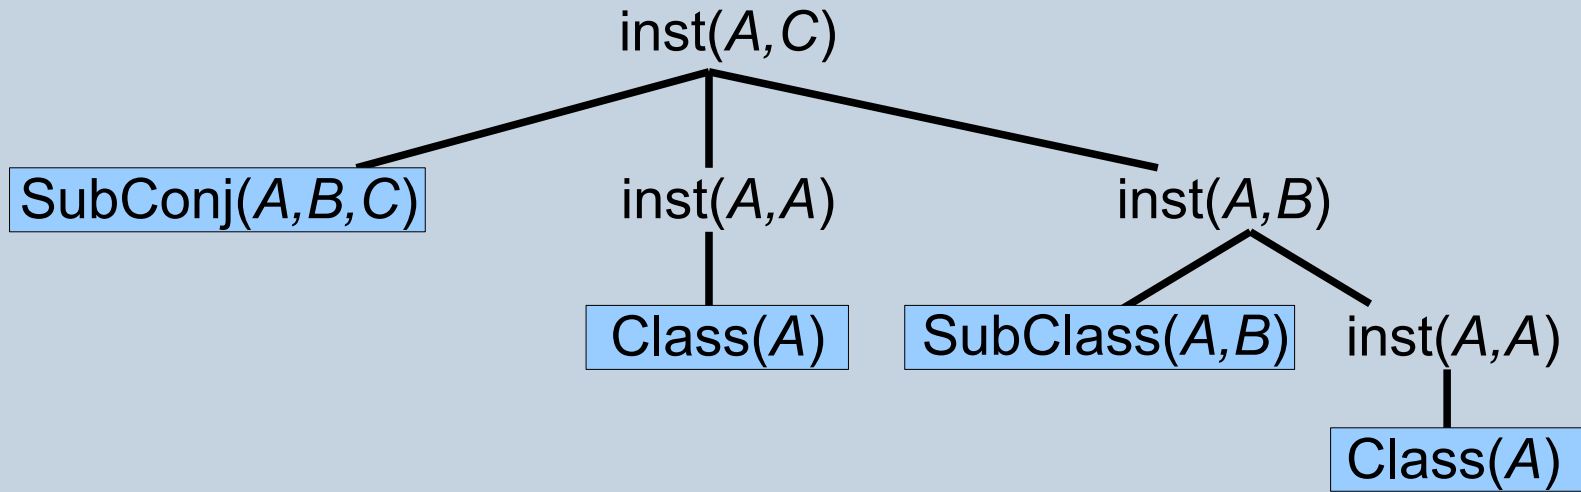 inst(A,C)
SubConj(A,B,C) inst(A,A) inst(A,B)
Class(A) SubClass(A,B) inst(A,A)
Class(A)